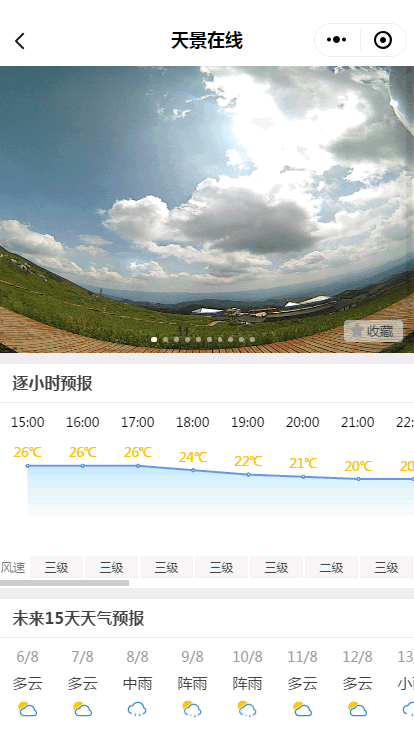 天景在线
收藏
逐小时预报
15:00 16:00 17:00 18:00 19:00 20:00 21:00 22:
26℃ 26℃ 26℃ 24℃ 22℃ 21℃ 20℃ 20
风速 三级 三级 三级 三级 三级 二级 三级
未来15天天气预报
6/8 7/8 8/8 9/8 10/8 11/8 12/8 13/
多云 多云 中雨 阵雨 阵雨 多云 多云 小